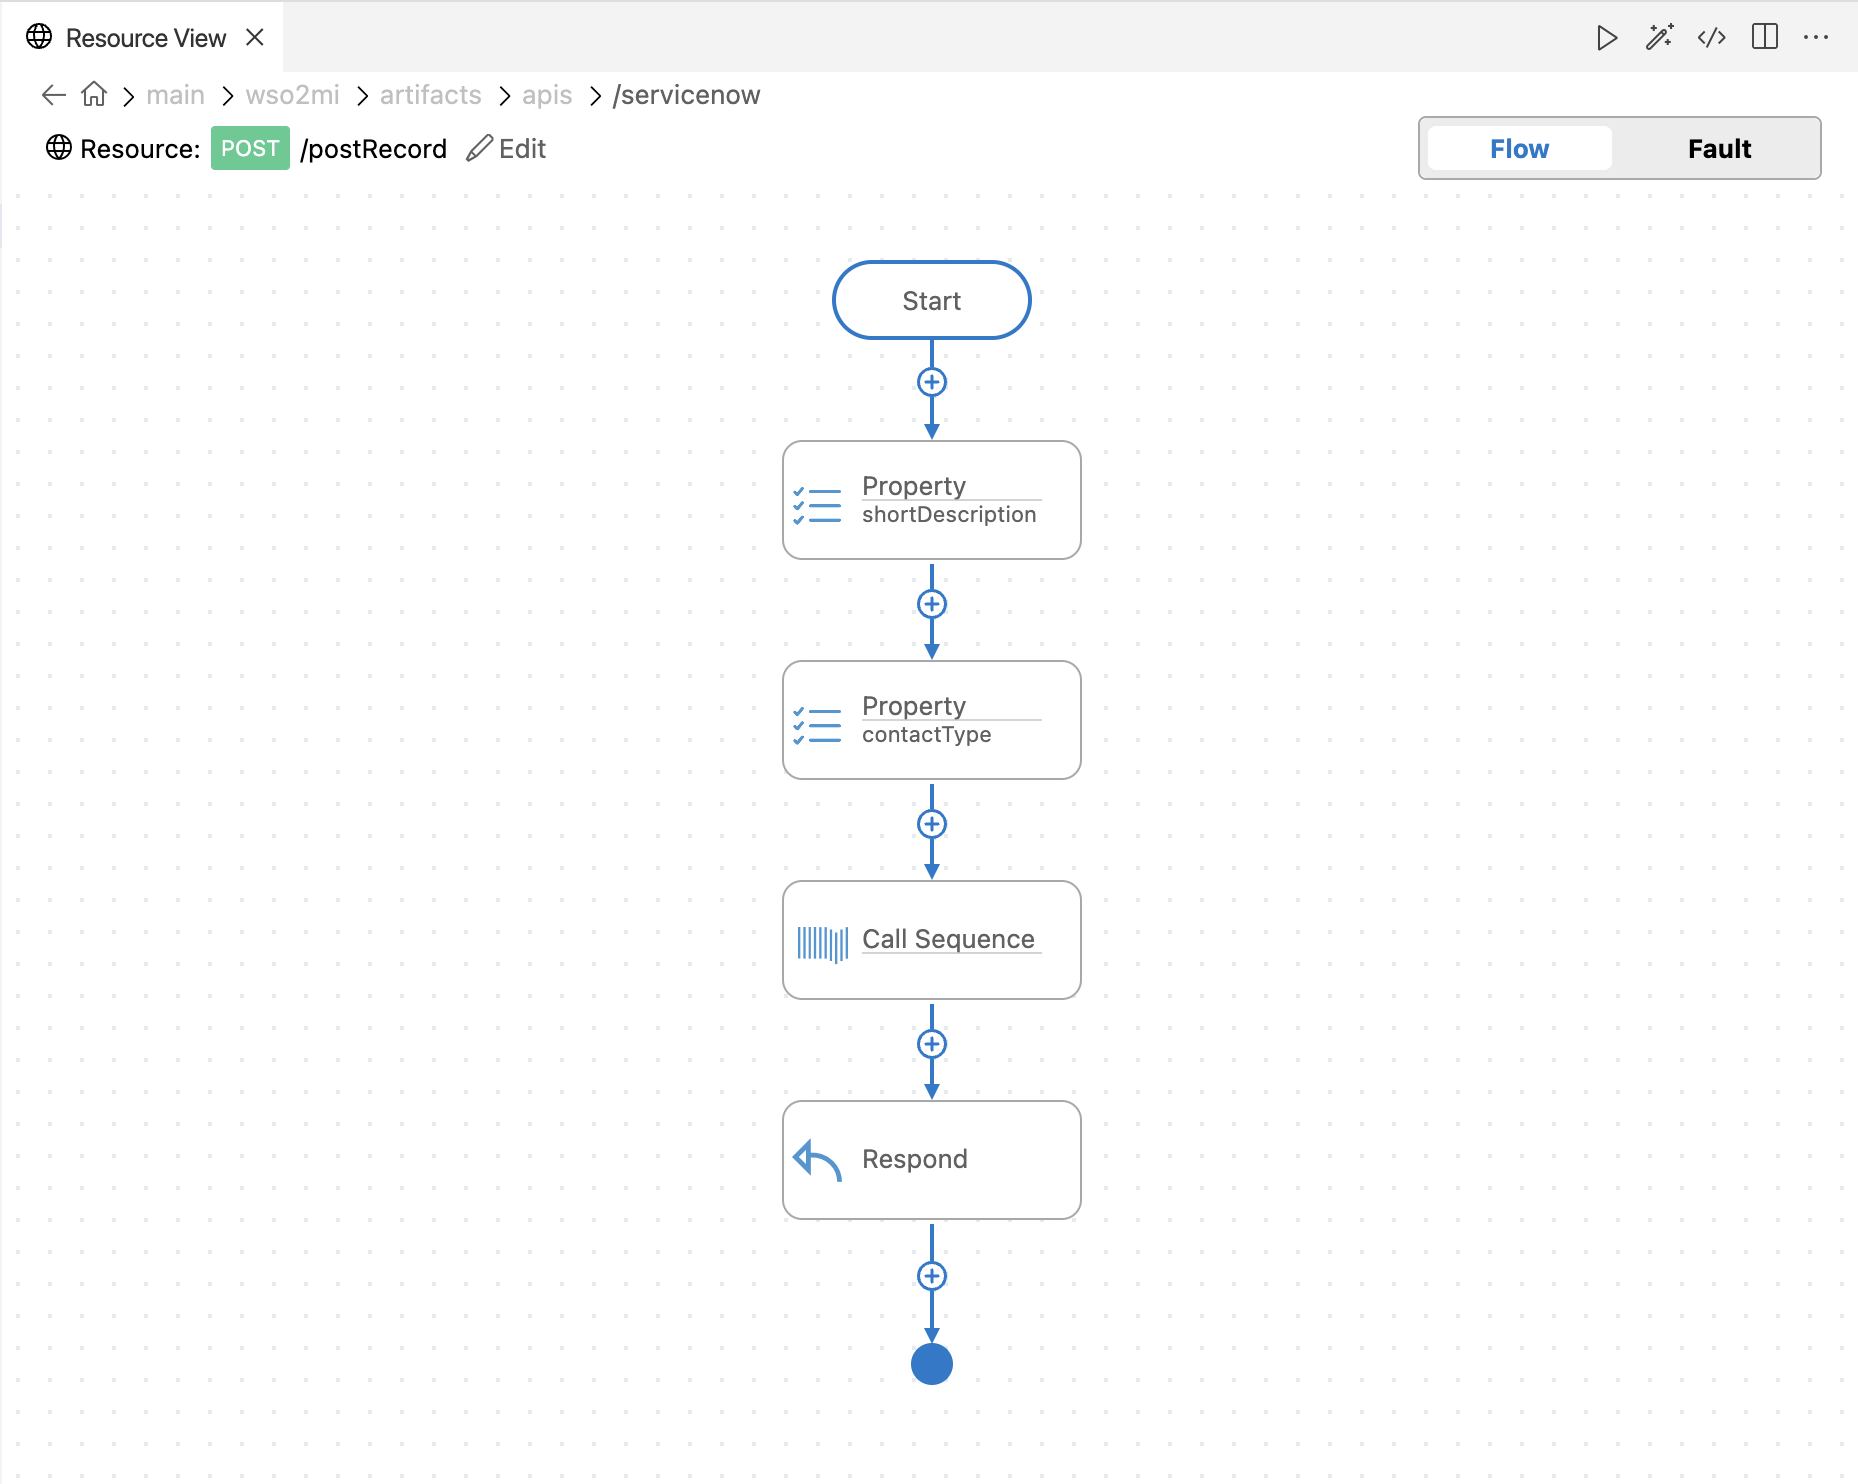 Resource View
main wso2mi artifacts apis /servicenow
Resource: POST /postRecord Edit
Flow Fault
Start
Property
shortDescription
Property
contactType
Call Sequence
Respond